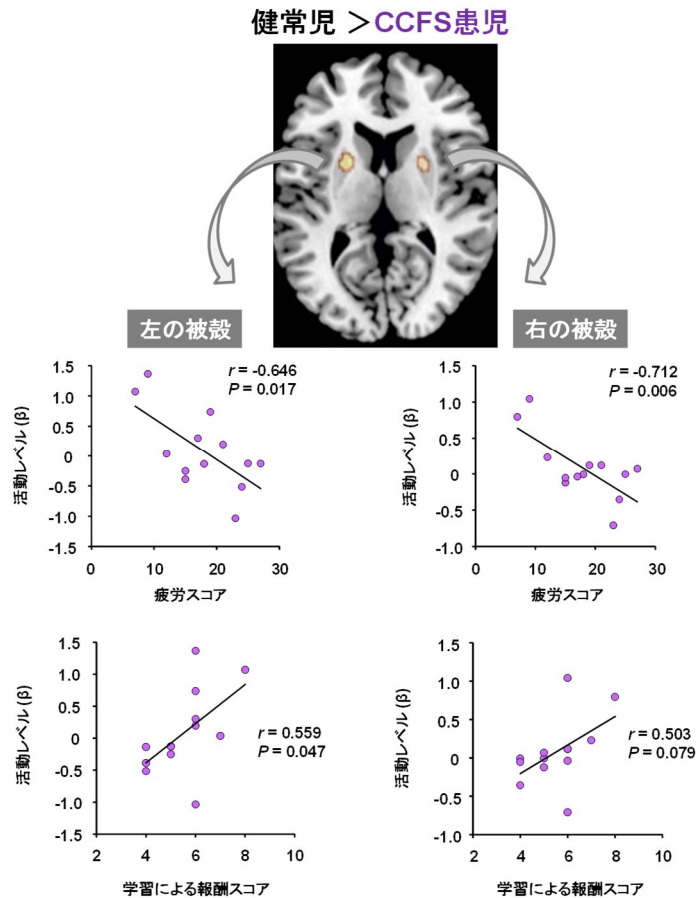 健常児 ＞CCFS患児
左の被殻
右の被殻
活動レベル (β)
1.5
1.0
0.5
0
-0.5
-1.0
-1.5
r = -0.646
P = 0.017
0
10
20
30
疲労スコア
活動レベル (β)
1.5
1.0
0.5
0
-0.5
-1.0
r = -0.712
P = 0.006
0
10
20
30
疲労スコア
活動レベル (β)
1.5
1.0
0.5
0
-0.5
-1.0
-1.5
r = 0.559
P = 0.047
2
4
6
8
10
学習による報酬スコア
活動レベル (β)
1.5
1.0
0.5
0
-0.5
-1.0
r = 0.503
P = 0.079
2
4
6
8
10
学習による報酬スコア